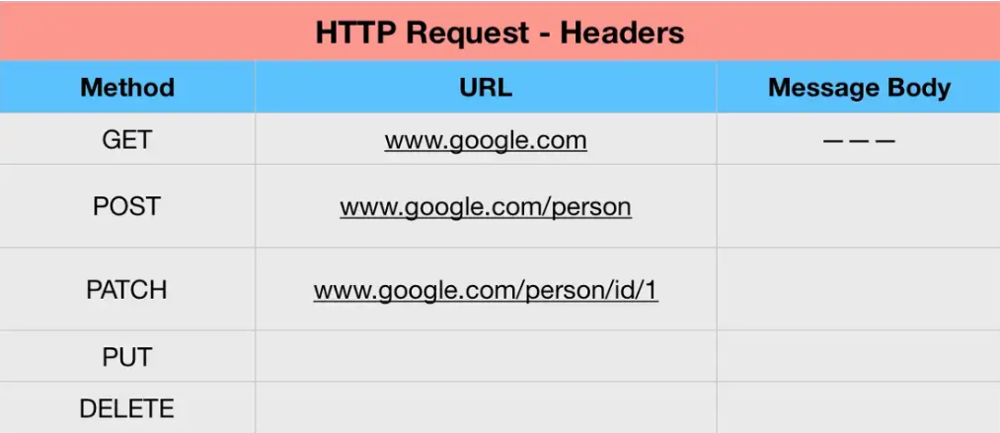 HTTP Request - Headers
Method URL Message Body
GET www.google.com ———
POST www.google.com/person
PATCH www.google.com/person/id/1
PUT
DELETE